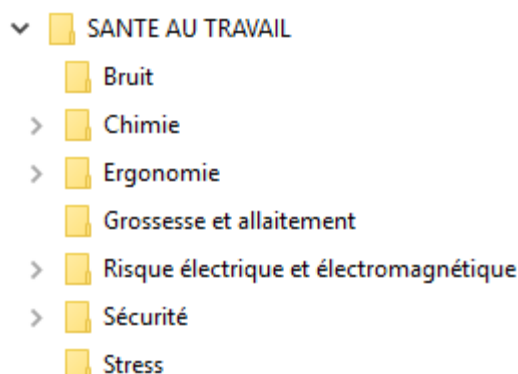 SANTE AU TRAVAIL
Bruit
Chimie
Ergonomie
Grossesse et allaitement
Risque électrique et électromagnétique
Sécurité
Stress